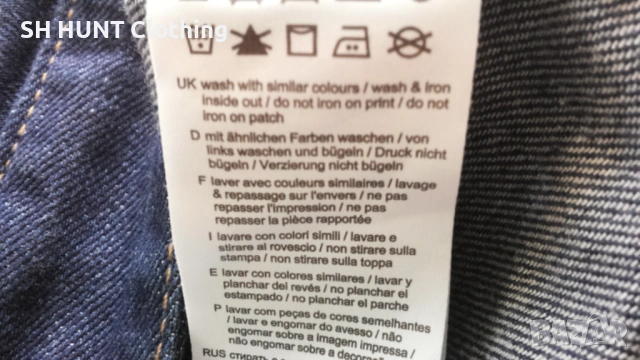 SH HUNT Clothing
UK wash with similar colours / wash & Iron
inside out / do not iron on print / do not
iron on patch
D mit ähnlichen Farben waschen / von
links waschen und bügeln / Druck nicht
bügeln / Verzierung nicht bügeln
F laver avec couleurs similaires / lavage
& repassage sur l'envers / ne pas
repasser l'impression / ne pas
repasser la pièce rapportée
I lavare con colori simili / lavare e
stirare al rovescio / non stirare sulla
stampa / non stirare sulla toppa
E lavar con colores similares / lavar y
planchar del revés / no planchar el
estampado / no planchar el parche
P lavar com peças de cores semelhantes
/ lavar e engomar do avesso / não
engomar sobre a imagem impressa /
não engomar sobre a decoração
RUS